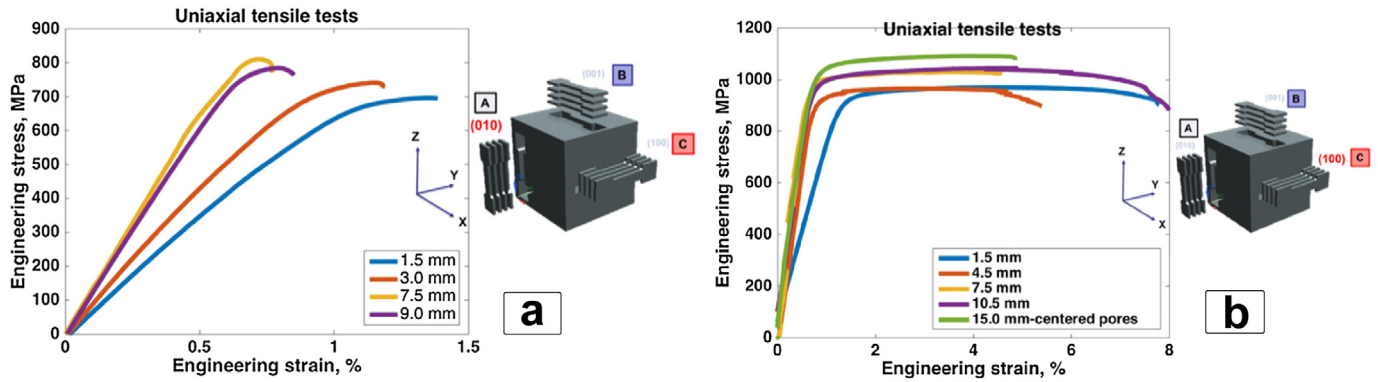 Uniaxial tensile tests
Engineering stress, MPa
900
800
700
600
500
400
300
200
100
0
0
0.5
1
1.5
Engineering strain, %
1.5 mm
3.0 mm
7.5 mm
9.0 mm
A
(010)
(001)
B
(100)
C
Z
Y
X
a
Uniaxial tensile tests
Engineering stress, MPa
1200
1000
800
600
400
200
0
0
2
4
6
8
Engineering strain, %
1.5 mm
4.5 mm
7.5 mm
10.5 mm
15.0 mm-centered pores
A
(010)
(001)
B
(100)
C
Z
Y
X
b